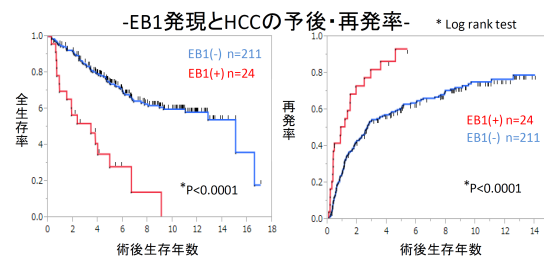 -EB1発現とHCCの予後・再発率-
* Log rank test
EB1(-) n=211
EB1(+) n=24
全生存率
1.0
.8
.6
.4
0.2
0.0
*P<0.0001
0 2 4 6 8 10 12 14 16 18
術後生存年数
再発率
1.0
0.8
0.6
0.4
0.2
0.0
EB1(+) n=24
EB1(-) n=211
*P<0.0001
0 2 4 6 8 10 12 14
術後生存年数